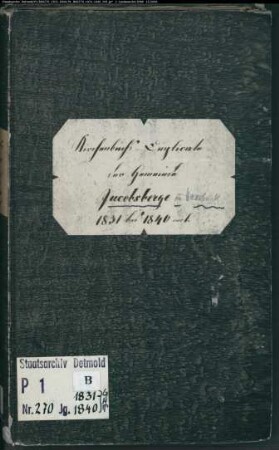 Kirchenbuchs Duplicate
der Gemeinde
Jacobsberge
1831 bis 1840 incl.
Staatsarchiv Detmold
P 1 B 1831-
Nr. 270 Jg. 1840